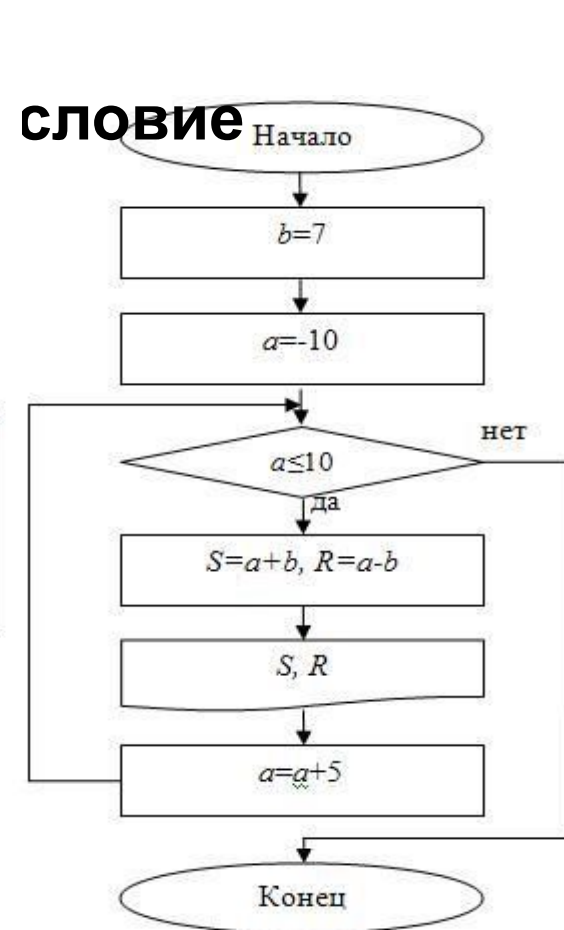 словие
Начало
b=7
a=-10
a≤10
нет
да
S=a+b, R=a-b
S, R
a=a+5
Конец